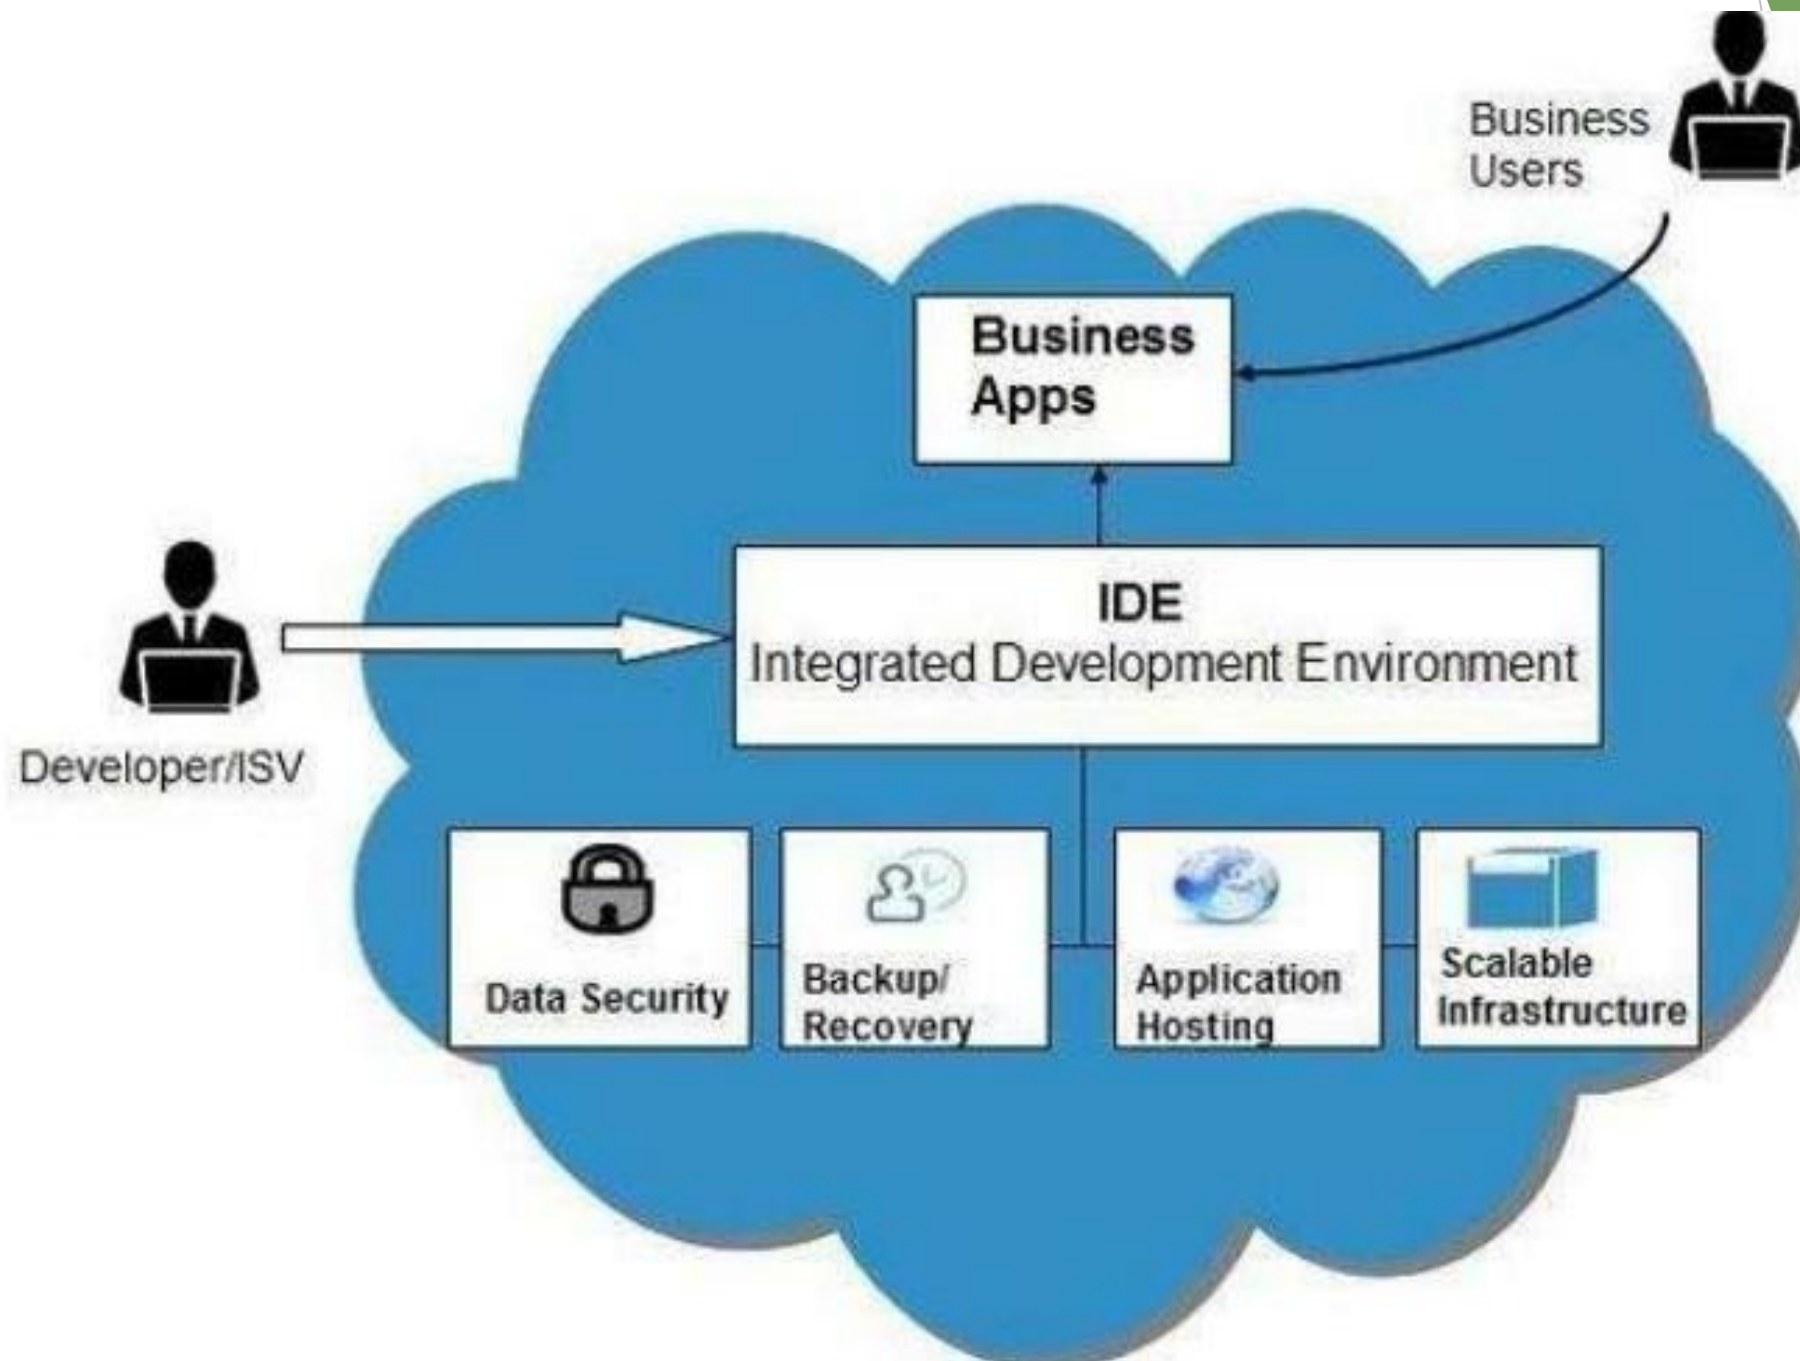 Business
Users
Business
Apps
IDE
Integrated Development Environment
Developer/ISV
Data Security
Backup/
Recovery
Application
Hosting
Scalable
Infrastructure